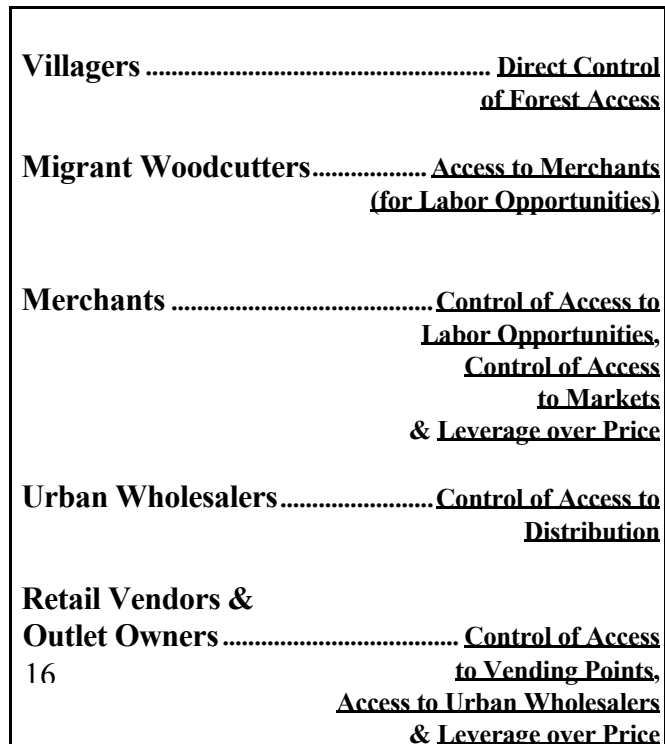 Villagers ...................................................... Direct Control
of Forest Access
Migrant Woodcutters.................. Access to Merchants
(for Labor Opportunities)
Merchants ......................................... Control of Access to
Labor Opportunities,
Control of Access
to Markets
& Leverage over Price
Urban Wholesalers........................ Control of Access to
Distribution
Retail Vendors &
Outlet Owners ..................................... Control of Access
16 to Vending Points,
Access to Urban Wholesalers
& Leverage over Price